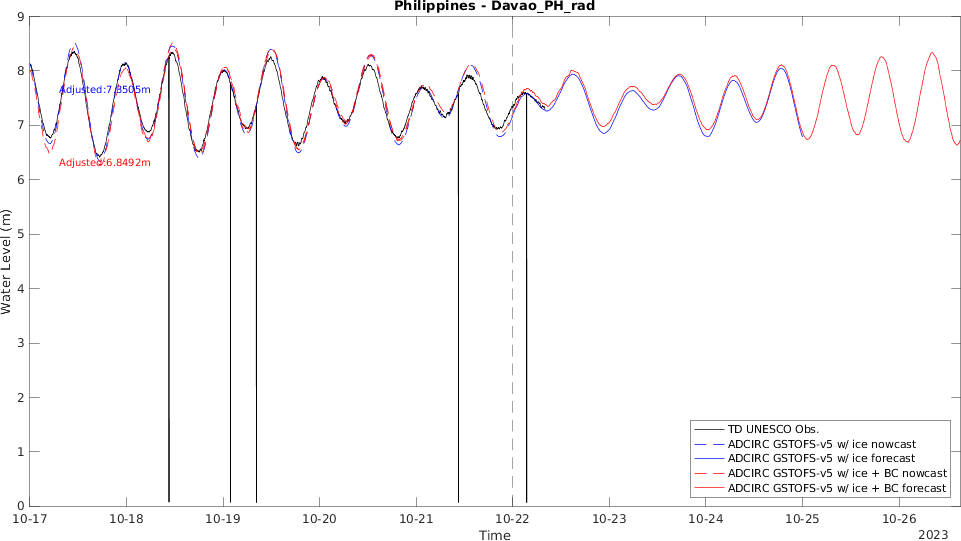 Philippines - Davao_PH_rad
9
8
7
6
5
4
3
2
1
0
Water Level (m)
Adjusted:7.3505m
Adjusted:6.8492m
TD UNESCO Obs.
ADCIRC GSTOFS-v5 w/ ice nowcast
ADCIRC GSTOFS-v5 w/ ice forecast
ADCIRC GSTOFS-v5 w/ ice + BC nowcast
ADCIRC GSTOFS-v5 w/ ice + BC forecast
10-17 10-18 10-19 10-20 10-21 10-22 10-23 10-24 10-25 10-26
Time
2023